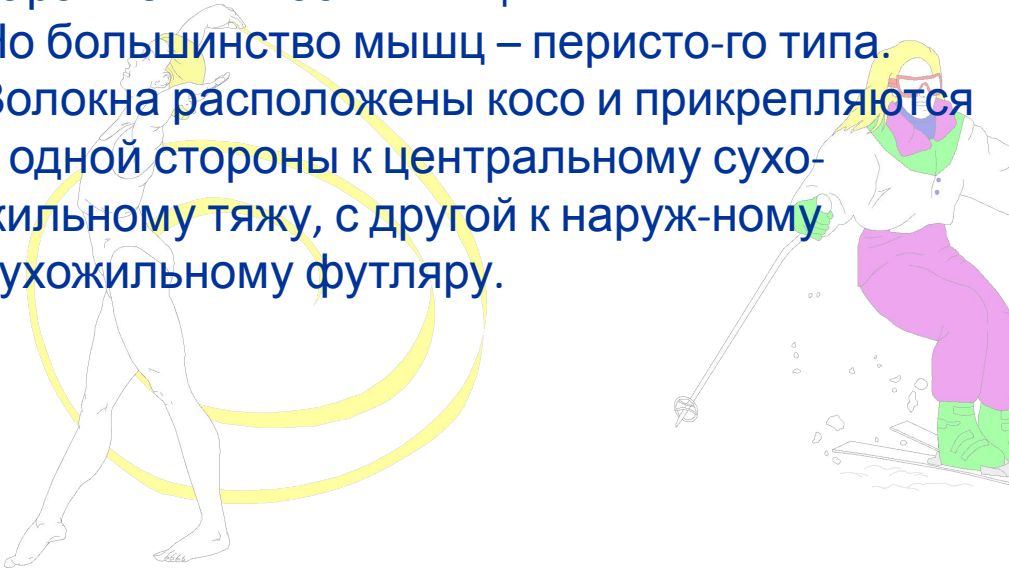 Но большинство мышц – перисто-го типа.
Волокна расположены косо и прикрепляются
одной стороны к центральному сухо-
жильному тяжу, с другой к наруж-ному
ухожильному футляру.